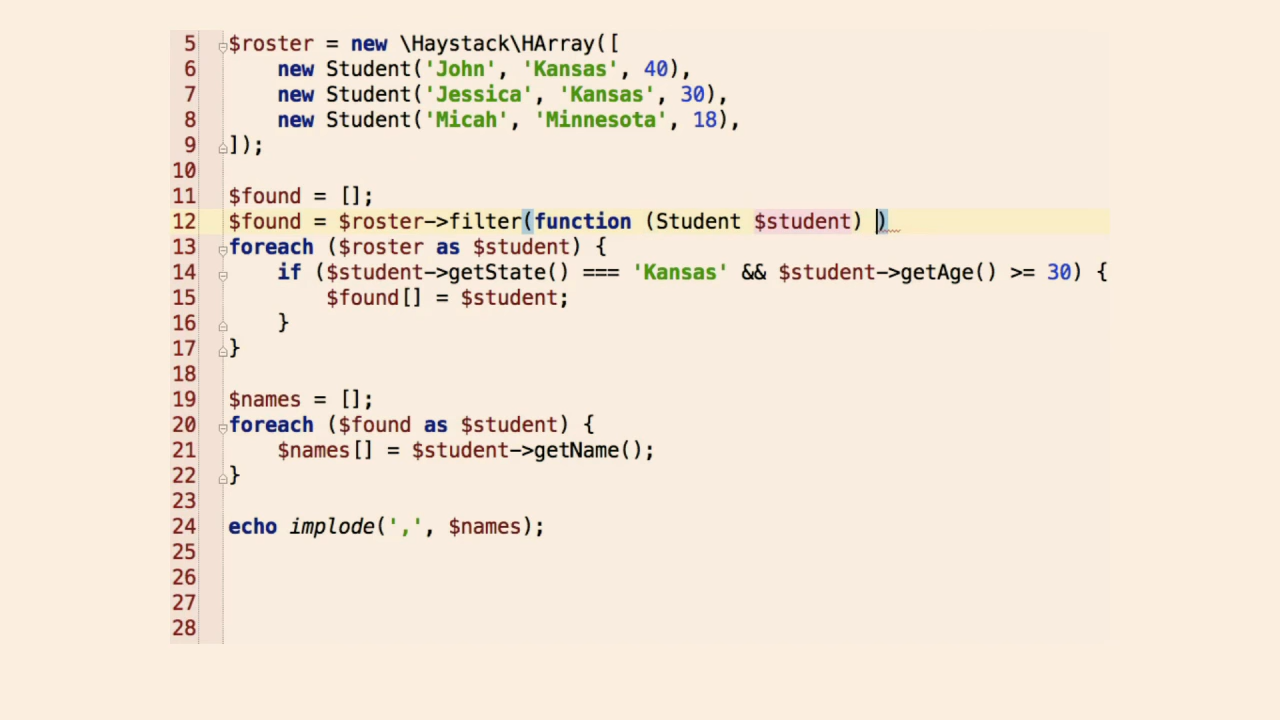 5 $roster = new \Haystack\HArray([
6 new Student('John', 'Kansas', 40),
7 new Student('Jessica', 'Kansas', 30),
8 new Student('Micah', 'Minnesota', 18),
9 ]);
10
11 $found = [];
12 $found = $roster->filter(function (Student $student) )
13 foreach ($roster as $student) {
14 if ($student->getState() === 'Kansas' && $student->getAge() >= 30) {
15 $found[] = $student;
16 }
17 }
18
19 $names = [];
20 foreach ($found as $student) {
21 $names[] = $student->getName();
22 }
23
24 echo implode(',', $names);
25
26
27
28